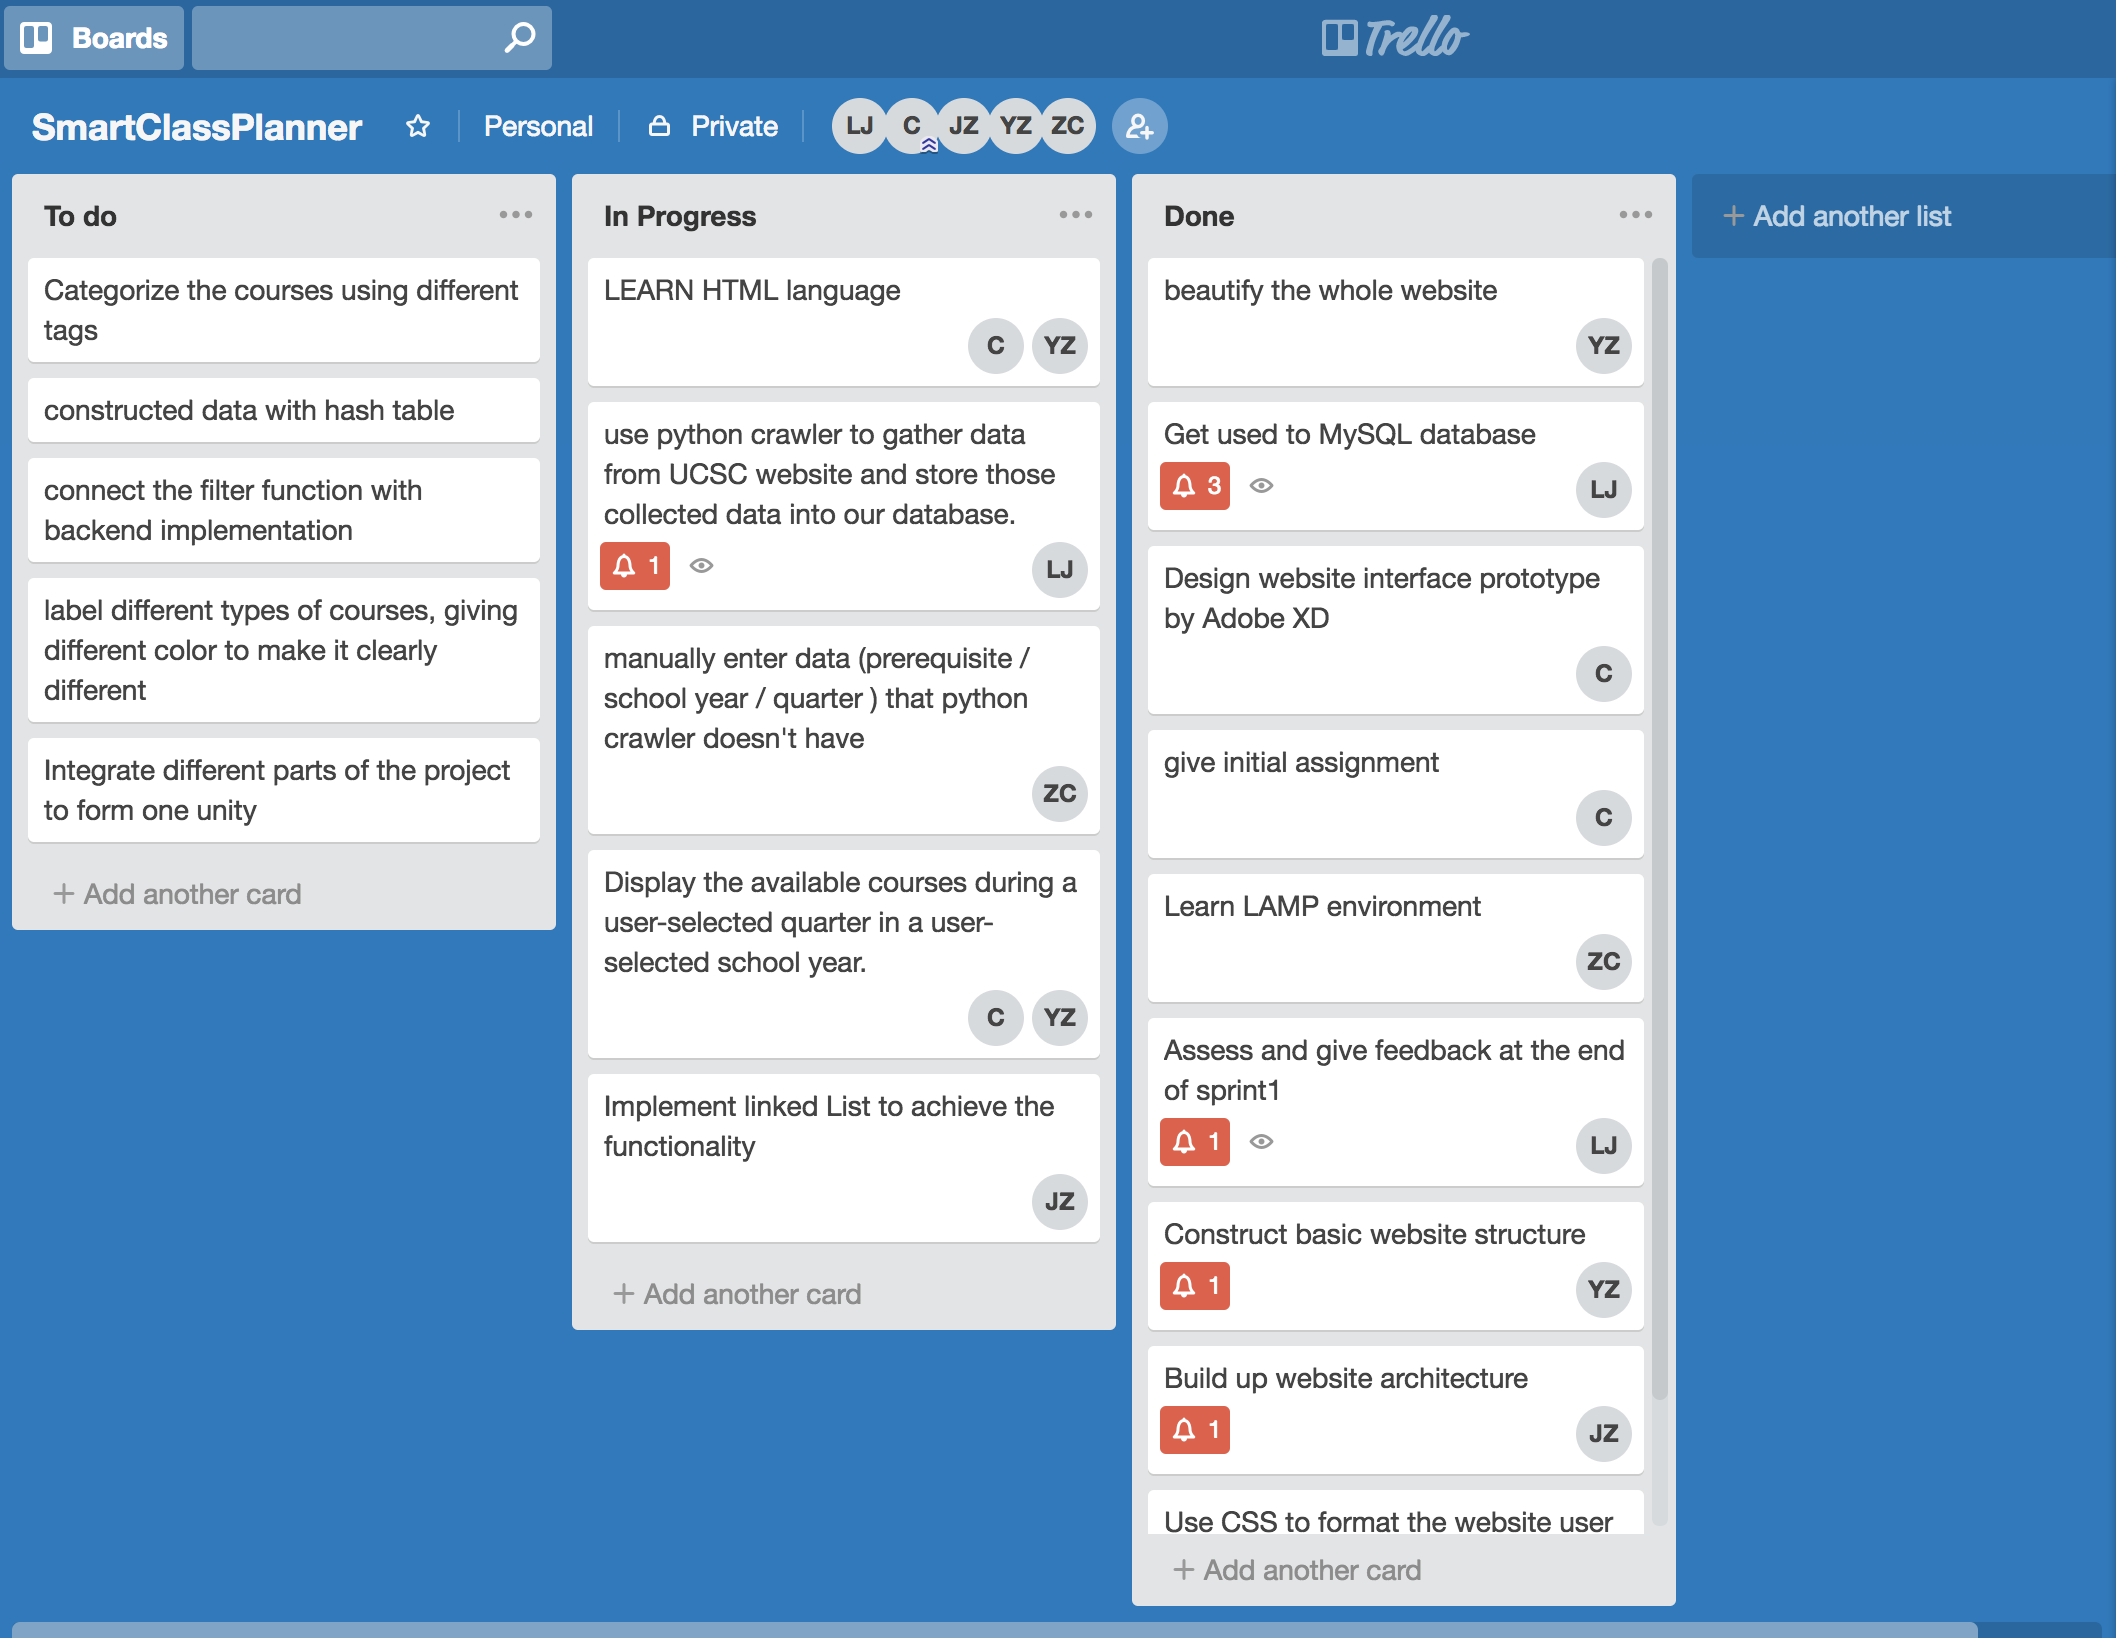 Boards
Trello
SmartClassPlanner
Personal
Private
LJ
C
JZ
YZ
ZC
To do
Categorize the courses using different
tags
constructed data with hash table
connect the filter function with
backend implementation
label different types of courses, giving
different color to make it clearly
different
Integrate different parts of the project
to form one unity
+ Add another card
In Progress
LEARN HTML language
C
YZ
use python crawler to gather data
from UCSC website and store those
collected data into our database.
1
LJ
manually enter data (prerequisite /
school year / quarter ) that python
crawler doesn't have
ZC
Display the available courses during a
user-selected quarter in a user-
selected school year.
C
YZ
Implement linked List to achieve the
functionality
JZ
+ Add another card
Done
beautify the whole website
YZ
Get used to MySQL database
3
LJ
Design website interface prototype
by Adobe XD
C
give initial assignment
C
Learn LAMP environment
ZC
Assess and give feedback at the end
of sprint1
1
LJ
Construct basic website structure
1
YZ
Build up website architecture
1
JZ
Use CSS to format the website user
+ Add another card
+ Add another list